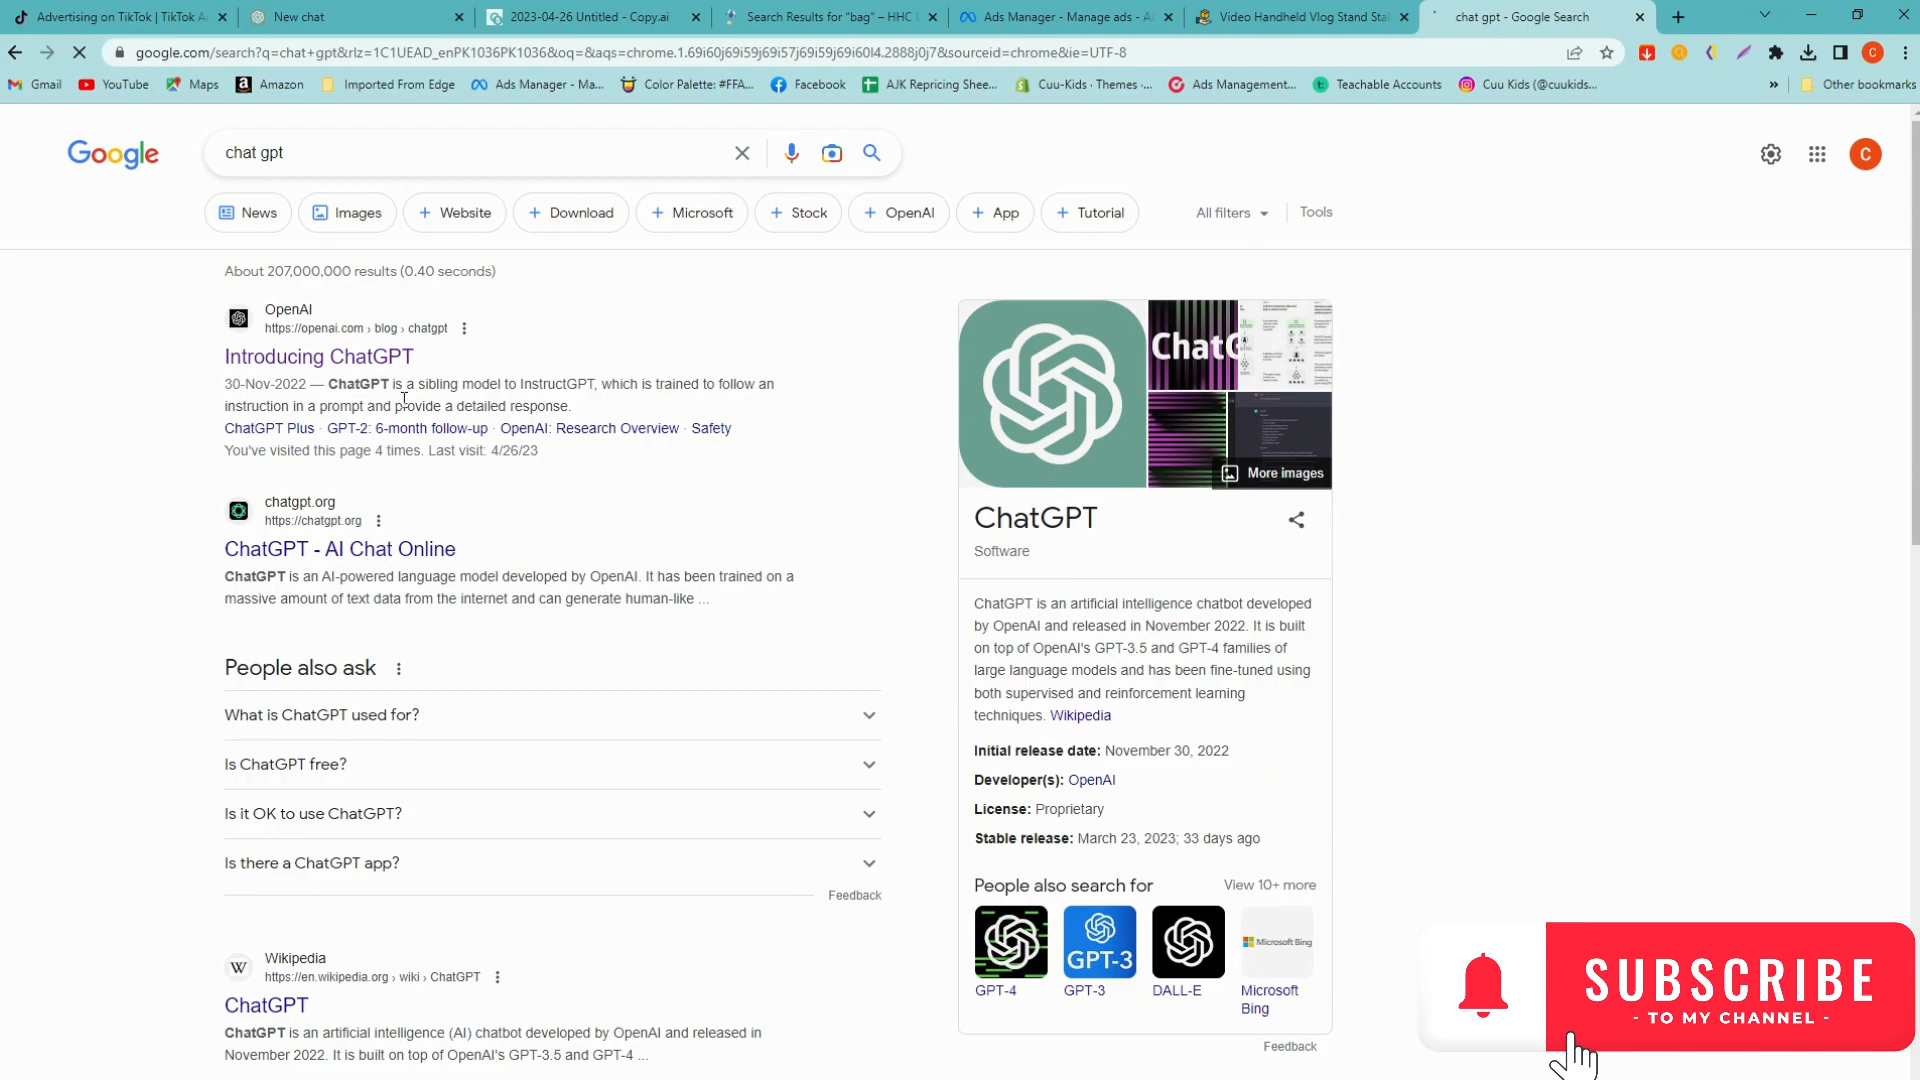 Advertising on TikTok | TikTok A
New chat
2023-04-26 Untitled - Copy.ai
Search Results for "bag" – HHC
Ads Manager - Manage ads - A
Video Handheld Vlog Stand Sta
chat gpt - Google Search
google.com/search?q=chat+gpt&rlz=1C1UEAD_enPK1036PK1036&oq=&aqs=chrome.1.69i60j69i59j69i57j69i59j69i60l4.2888j0j7&sourceid=chrome&ie=UTF-8
C
Gmail
YouTube
Maps
Amazon
Imported From Edge
Ads Manager - Ma...
Color Palette: #FFA...
Facebook
AJK Repricing Shee...
Cuu-Kids · Themes ·...
Ads Management...
Teachable Accounts
Cuu Kids (@cuukids...
»
Other bookmarks
Google
chat gpt
C
News
Images
+ Website
+ Download
+ Microsoft
+ Stock
+ OpenAI
+ App
+ Tutorial
All filters
Tools
About 207,000,000 results (0.40 seconds)
OpenAI
https://openai.com › blog › chatgpt
Introducing ChatGPT
30-Nov-2022 — ChatGPT is a sibling model to InstructGPT, which is trained to follow an
instruction in a prompt and provide a detailed response.
ChatGPT Plus · GPT-2: 6-month follow-up · OpenAI: Research Overview · Safety
You've visited this page 4 times. Last visit: 4/26/23
chatgpt.org
https://chatgpt.org
ChatGPT - AI Chat Online
ChatGPT is an AI-powered language model developed by OpenAI. It has been trained on a
massive amount of text data from the internet and can generate human-like ...
People also ask
What is ChatGPT used for?
Is ChatGPT free?
Is it OK to use ChatGPT?
Is there a ChatGPT app?
Feedback
W
Wikipedia
https://en.wikipedia.org › wiki › ChatGPT
ChatGPT
ChatGPT is an artificial intelligence (AI) chatbot developed by OpenAI and released in
November 2022. It is built on top of OpenAI's GPT-3.5 and GPT-4 ...
ChatG
More images
ChatGPT
Software
ChatGPT is an artificial intelligence chatbot developed
by OpenAI and released in November 2022. It is built
on top of OpenAI's GPT-3.5 and GPT-4 families of
large language models and has been fine-tuned using
both supervised and reinforcement learning
techniques. Wikipedia
Initial release date: November 30, 2022
Developer(s): OpenAI
License: Proprietary
Stable release: March 23, 2023; 33 days ago
People also search for
View 10+ more
GPT-3
Microsoft Bing
GPT-4
GPT-3
DALL-E
Microsoft
Bing
Feedback
SUBSCRIBE
- TO MY CHANNEL -